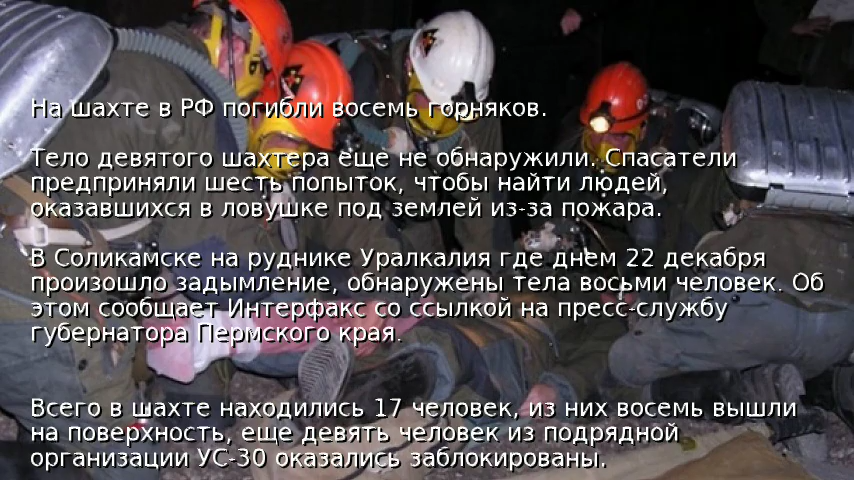 На шахте в РФ погибли восемь горняков.
Тело девятого шахтера еще не обнаружили. Спасатели
предприняли шесть попыток, чтобы найти людей,
оказавшихся в ловушке под землей из-за пожара.
В Соликамске на руднике Уралкалия где днем 22 декабря
произошло задымление, обнаружены тела восьми человек. Об
этом сообщает Интерфакс со ссылкой на пресс-службу
губернатора Пермского края.
Всего в шахте находились 17 человек, из них восемь вышли
на поверхность, еще девять человек из подрядной
организации УС-30 оказались заблокированы.